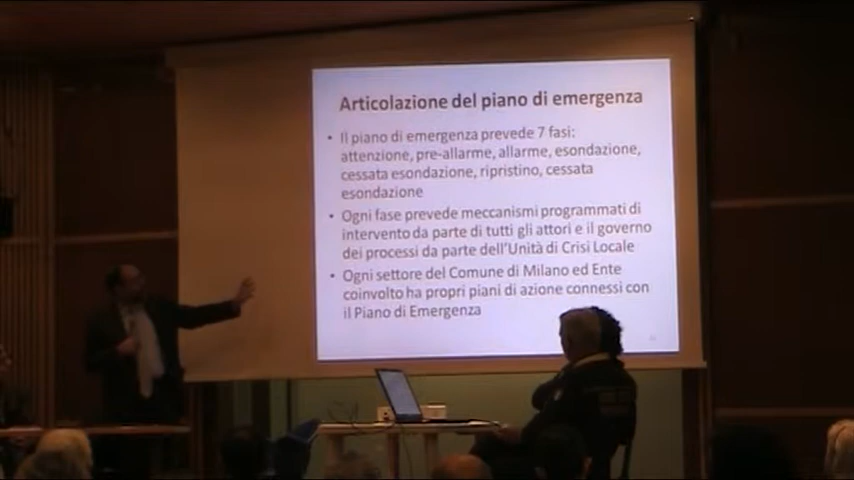 Articolazione del piano di emergenza
• Il piano di emergenza prevede 7 fasi:
attenzione, pre-allarme, allarme, esondazione,
cessata esondazione, ripristino, cessata
esondazione
• Ogni fase prevede meccanismi programmati di
intervento da parte di tutti gli attori e il governo
dei processi da parte dell'Unità di Crisi Locale
• Ogni settore del Comune di Milano ed Ente
coinvolto ha propri piani di azione connessi con
il Piano di Emergenza